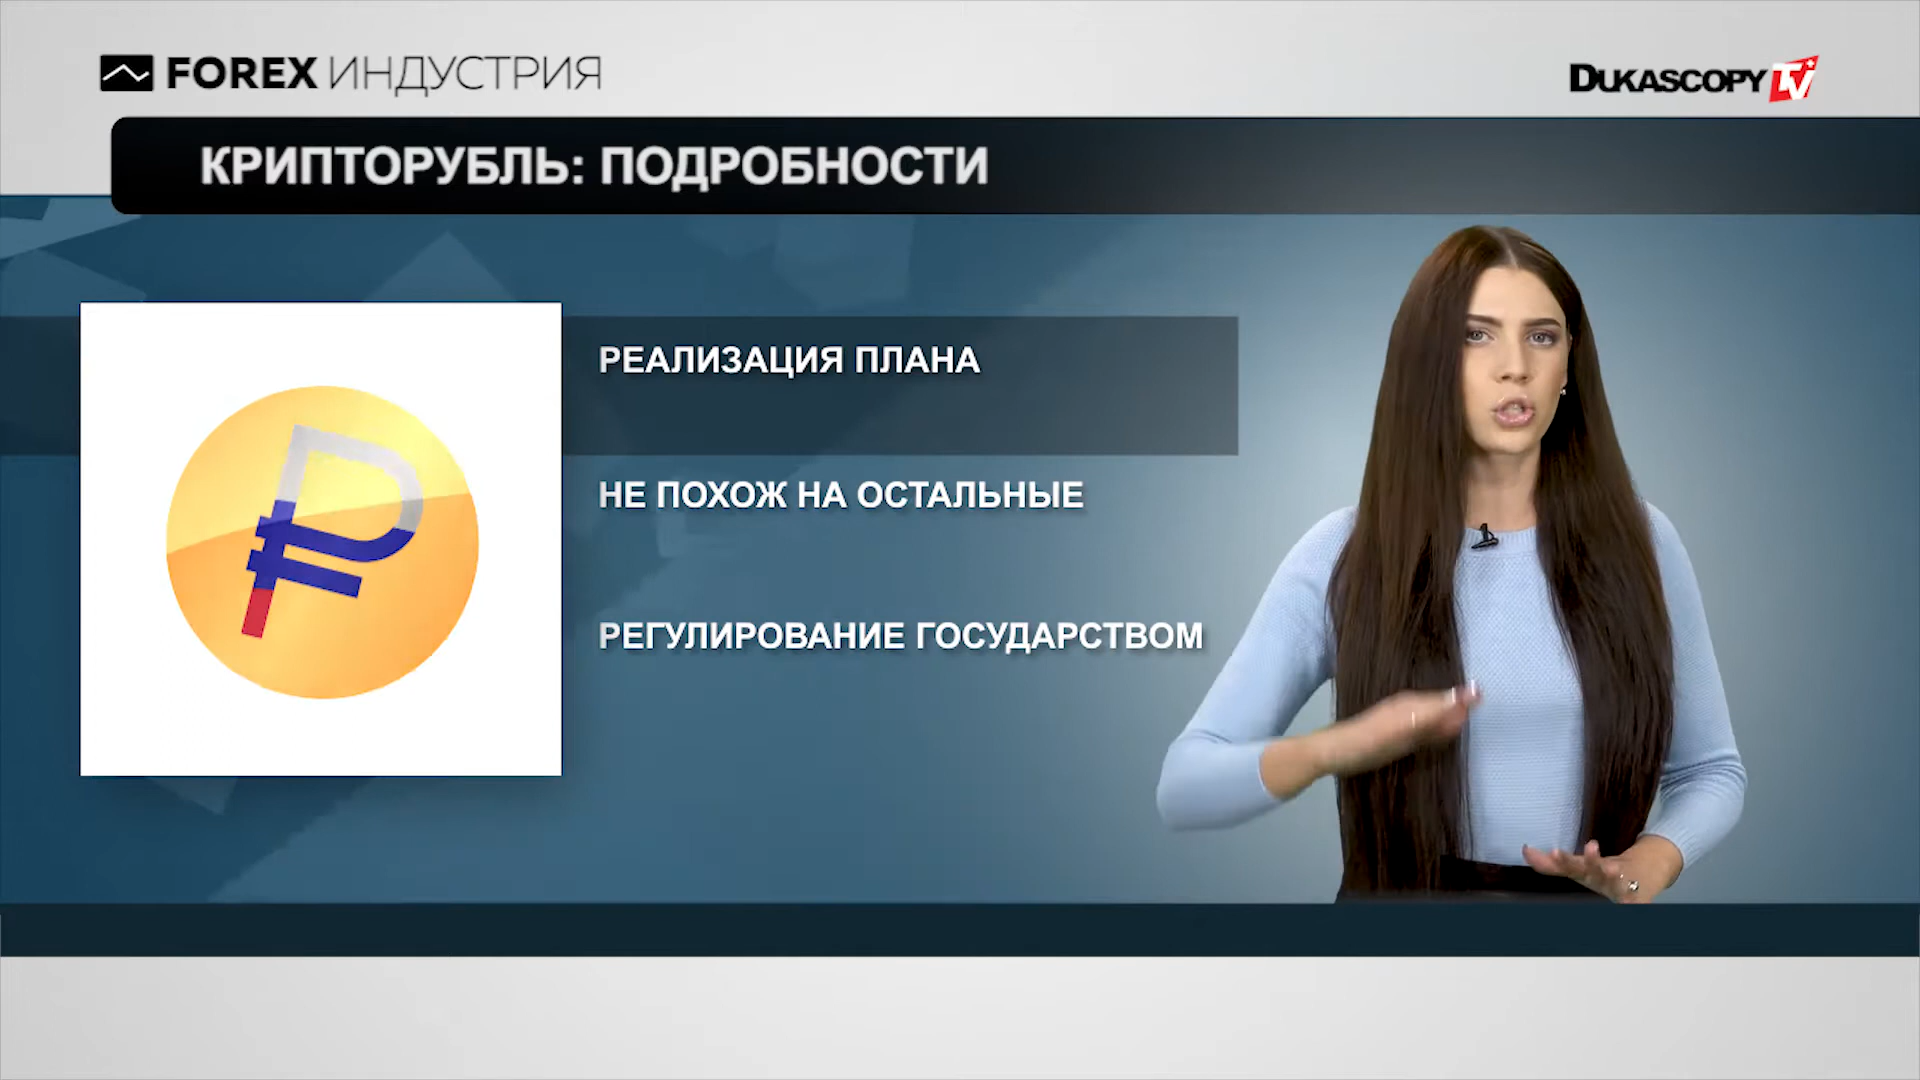 FOREX ИНДУСТРИЯ
DUKASCOPY TV
КРИПТОРУБЛЬ: ПОДРОБНОСТИ
РЕАЛИЗАЦИЯ ПЛАНА
НЕ ПОХОЖ НА ОСТАЛЬНЫЕ
РЕГУЛИРОВАНИЕ ГОСУДАРСТВОМ